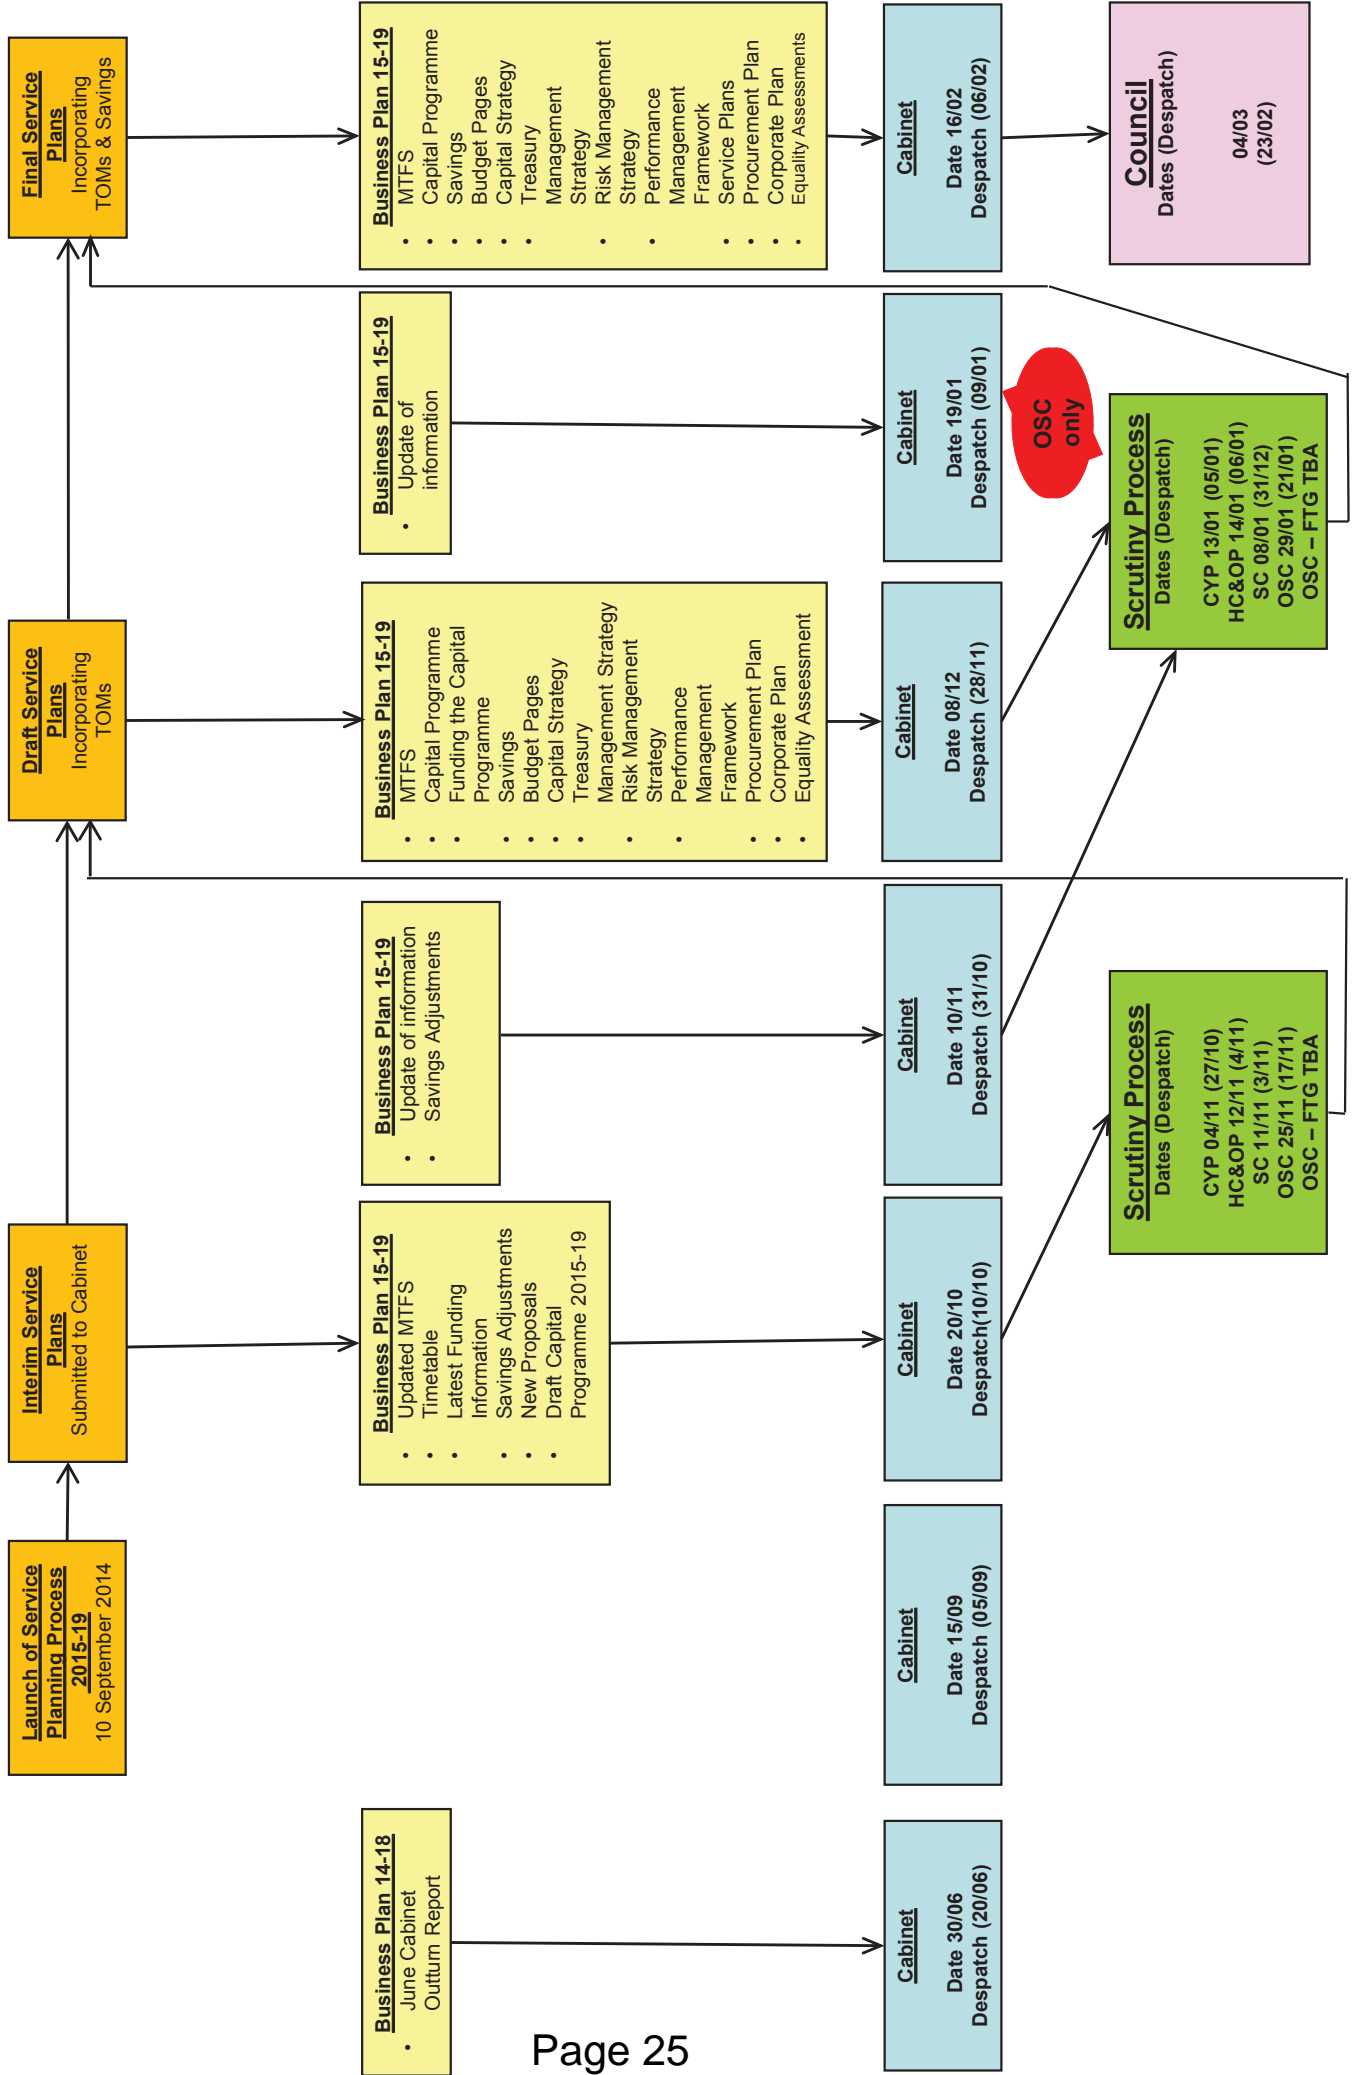 Launch of Service
Planning Process
2015-19
10 September 2014
Interim Service
Plans
Submitted to Cabinet
Draft Service
Plans
Incorporating
TOMs
Final Service
Plans
Incorporating
TOMs & Savings
Business Plan 14-18
• June Cabinet
Outturn Report
Business Plan 15-19
• Updated MTFS
• Timetable
• Latest Funding
Information
• Savings Adjustments
• New Proposals
• Draft Capital
Programme 2015-19
Business Plan 15-19
• Update of information
• Savings Adjustments
Business Plan 15-19
• MTFS
• Capital Programme
• Funding the Capital
Programme
• Savings
• Budget Pages
• Capital Strategy
• Treasury
Management Strategy
• Risk Management
Strategy
• Performance
Management
Framework
• Procurement Plan
• Corporate Plan
• Equality Assessment
Business Plan 15-19
• Update of
information
Business Plan 15-19
• MTFS
• Capital Programme
• Savings
• Budget Pages
• Capital Strategy
• Treasury
Management
Strategy
• Risk Management
Strategy
• Performance
Management
Framework
• Service Plans
• Procurement Plan
• Corporate Plan
• Equality Assessments
Cabinet
Date 30/06
Despatch (20/06)
Cabinet
Date 15/09
Despatch (05/09)
Cabinet
Date 20/10
Despatch(10/10)
Cabinet
Date 10/11
Despatch (31/10)
Cabinet
Date 08/12
Despatch (28/11)
Cabinet
Date 19/01
Despatch (09/01)
Cabinet
Date 16/02
Despatch (06/02)
OSC
only
Scrutiny Process
Dates (Despatch)
CYP 04/11 (27/10)
HC&OP 12/11 (4/11)
SC 11/11 (3/11)
OSC 25/11 (17/11)
OSC – FTG TBA
Scrutiny Process
Dates (Despatch)
CYP 13/01 (05/01)
HC&OP 14/01 (06/01)
SC 08/01 (31/12)
OSC 29/01 (21/01)
OSC – FTG TBA
Council
Dates (Despatch)
04/03
(23/02)
Page 25